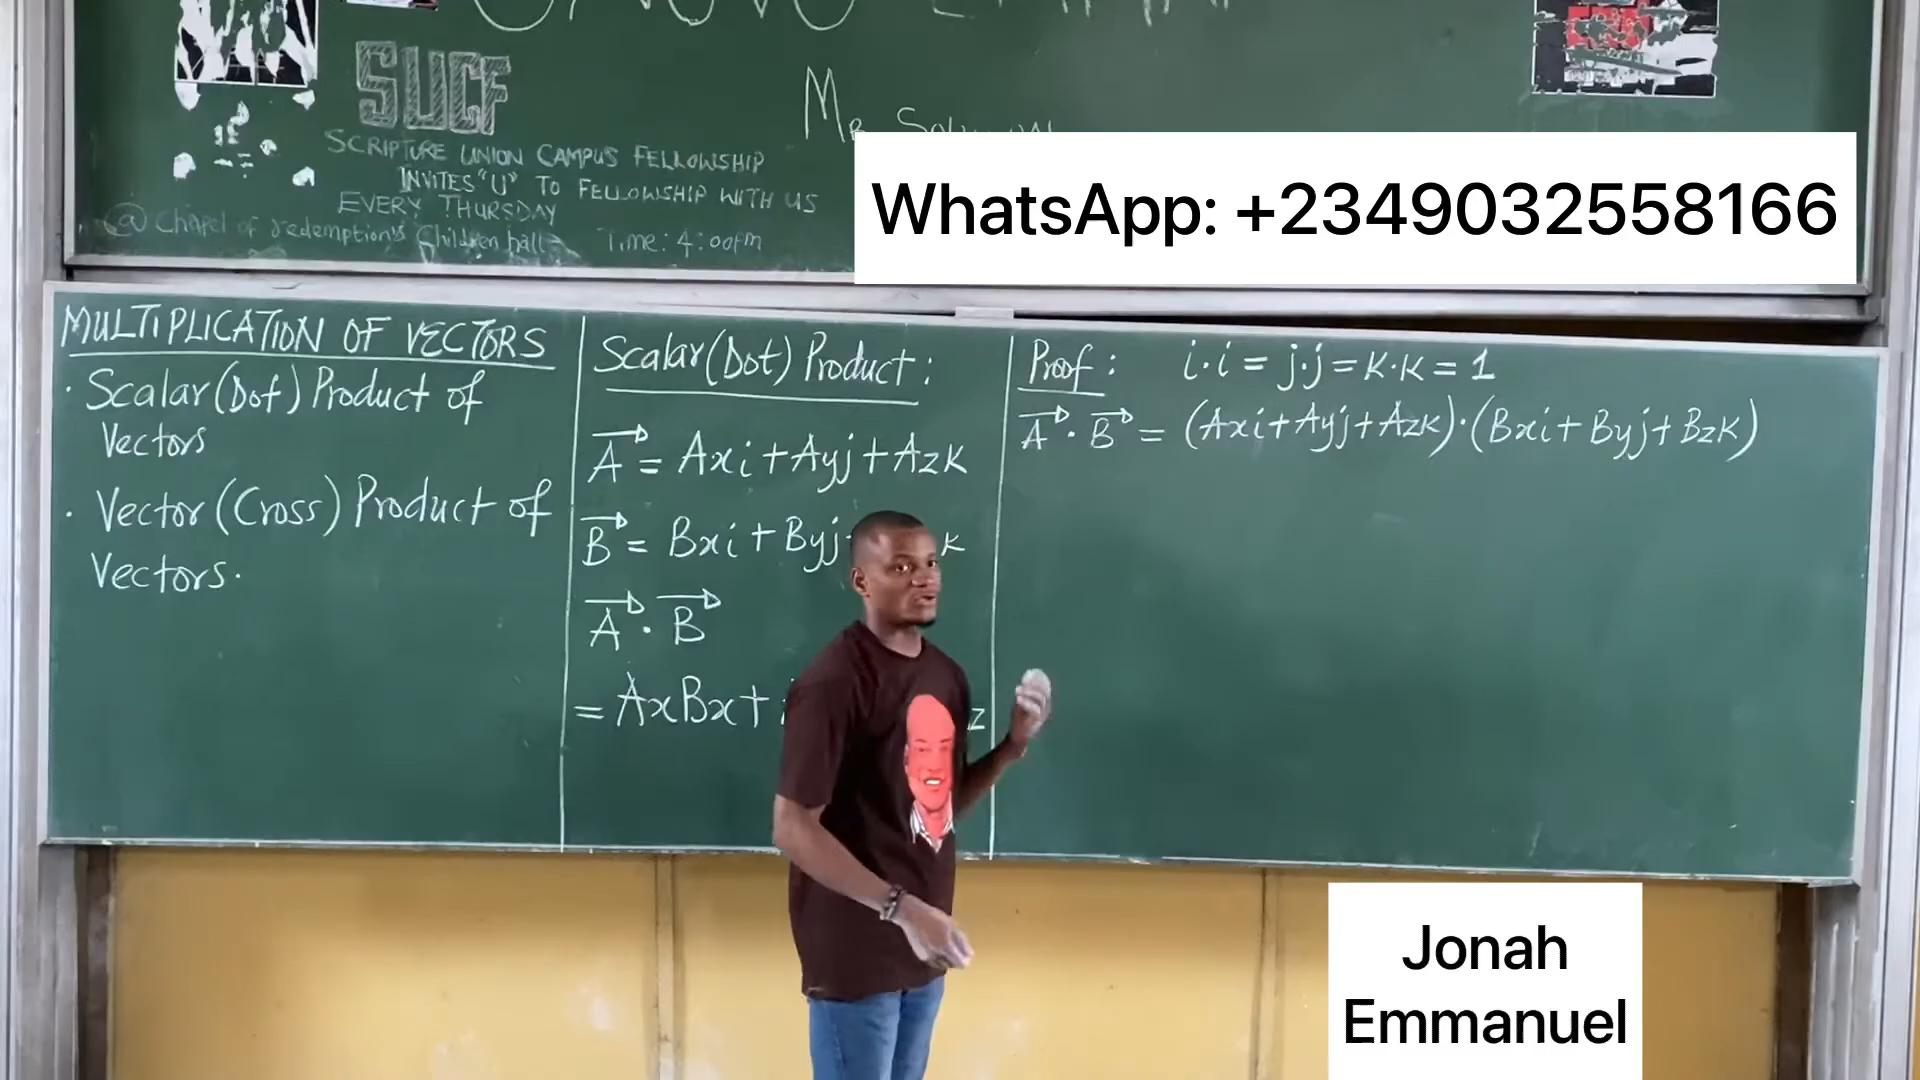 SUCF
SCRIPTURE UNION CAMPUS FELLOWSHIP
INVITES "U" TO FELLOWSHIP WITH US
EVERY THURSDAY
@ Chapel of redemption's Children hall Time: 4:00pm
MR
WhatsApp: +2349032558166
MULTIPLICATION OF VECTORS
· Scalar (Dot) Product of
Vectors
· Vector (Cross) Product of
Vectors.
Scalar (Dot) Product:
A→ = Axi + Ayj + Azk
B→ = Bxi + Byj k
A→ · B→
= AxBx + z
Proof: i·i = j·j = k·k = 1
A→ · B→ = (Axi + Ayj + Azk)·(Bxi + Byj + Bzk)
Jonah
Emmanuel